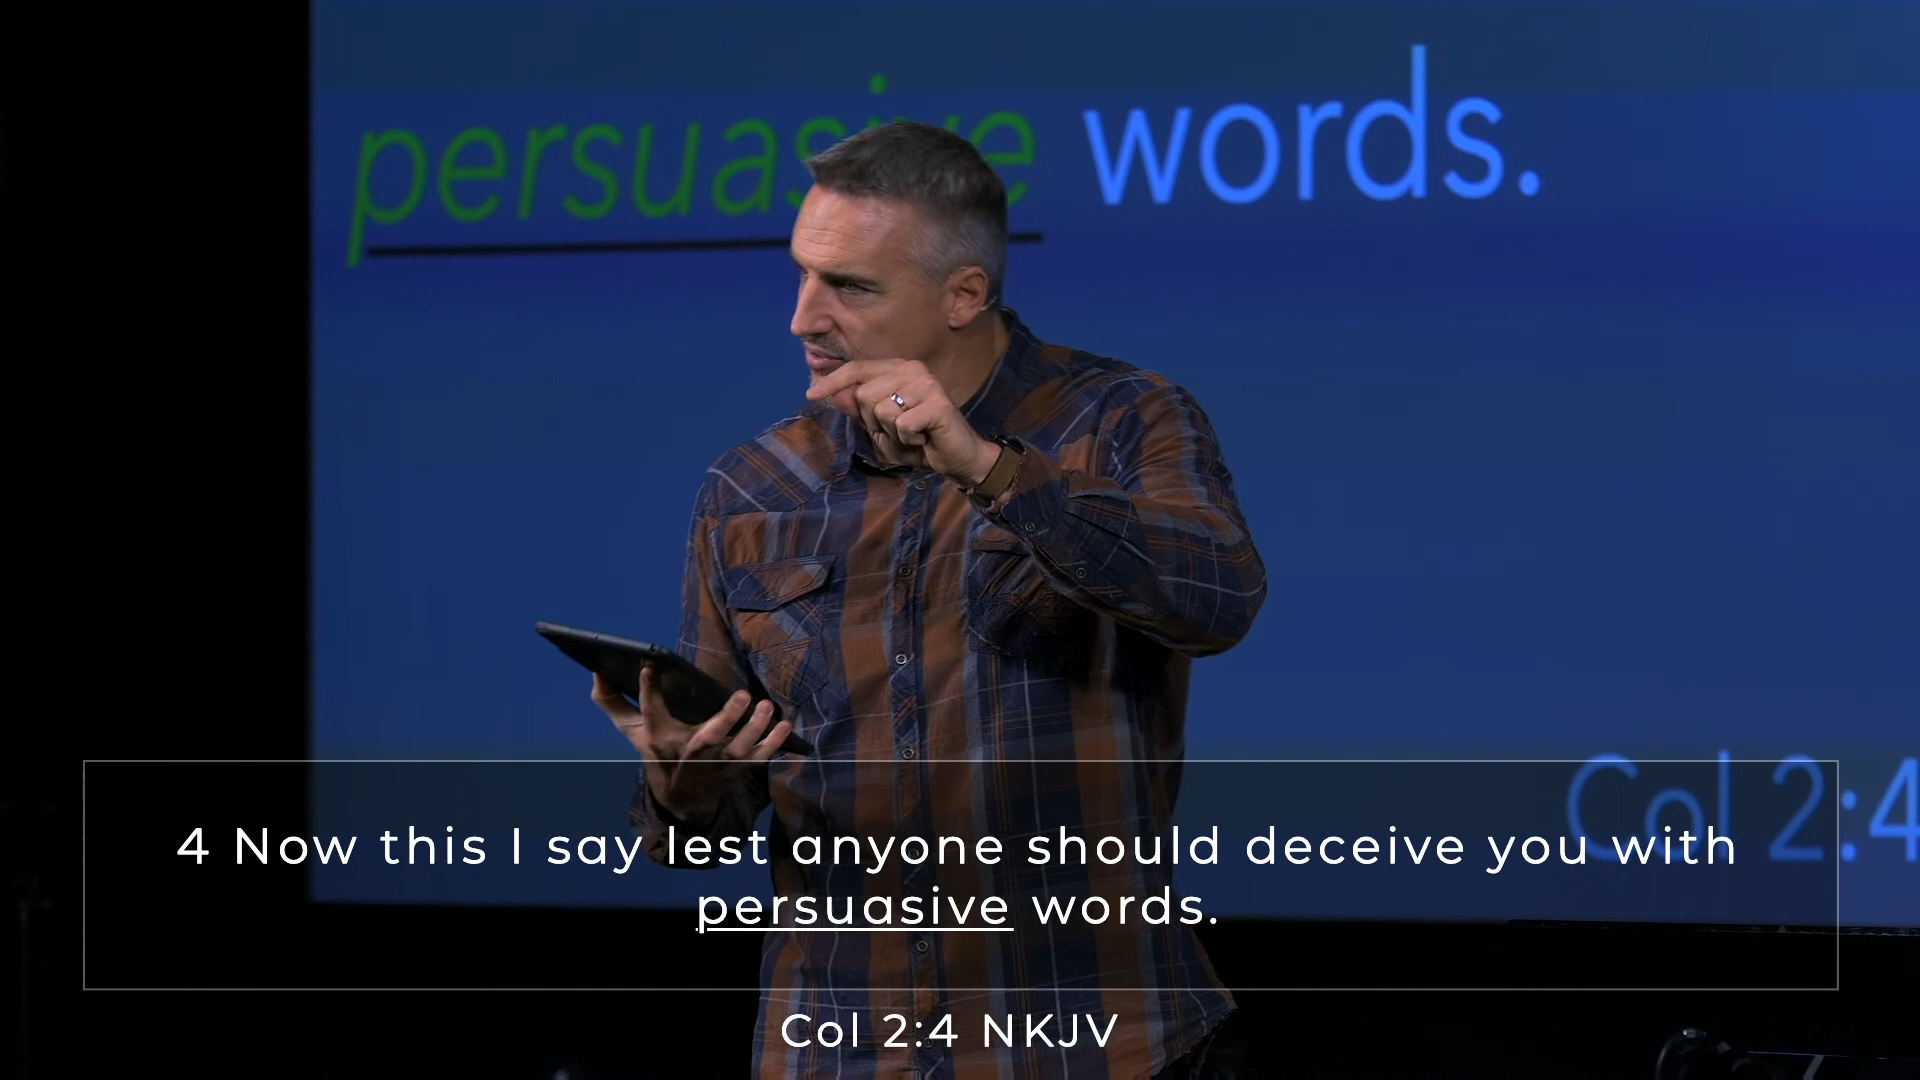 persuasive words.
Col 2:4
4 Now this I say lest anyone should deceive you with
persuasive words.
Col 2:4 NKJV